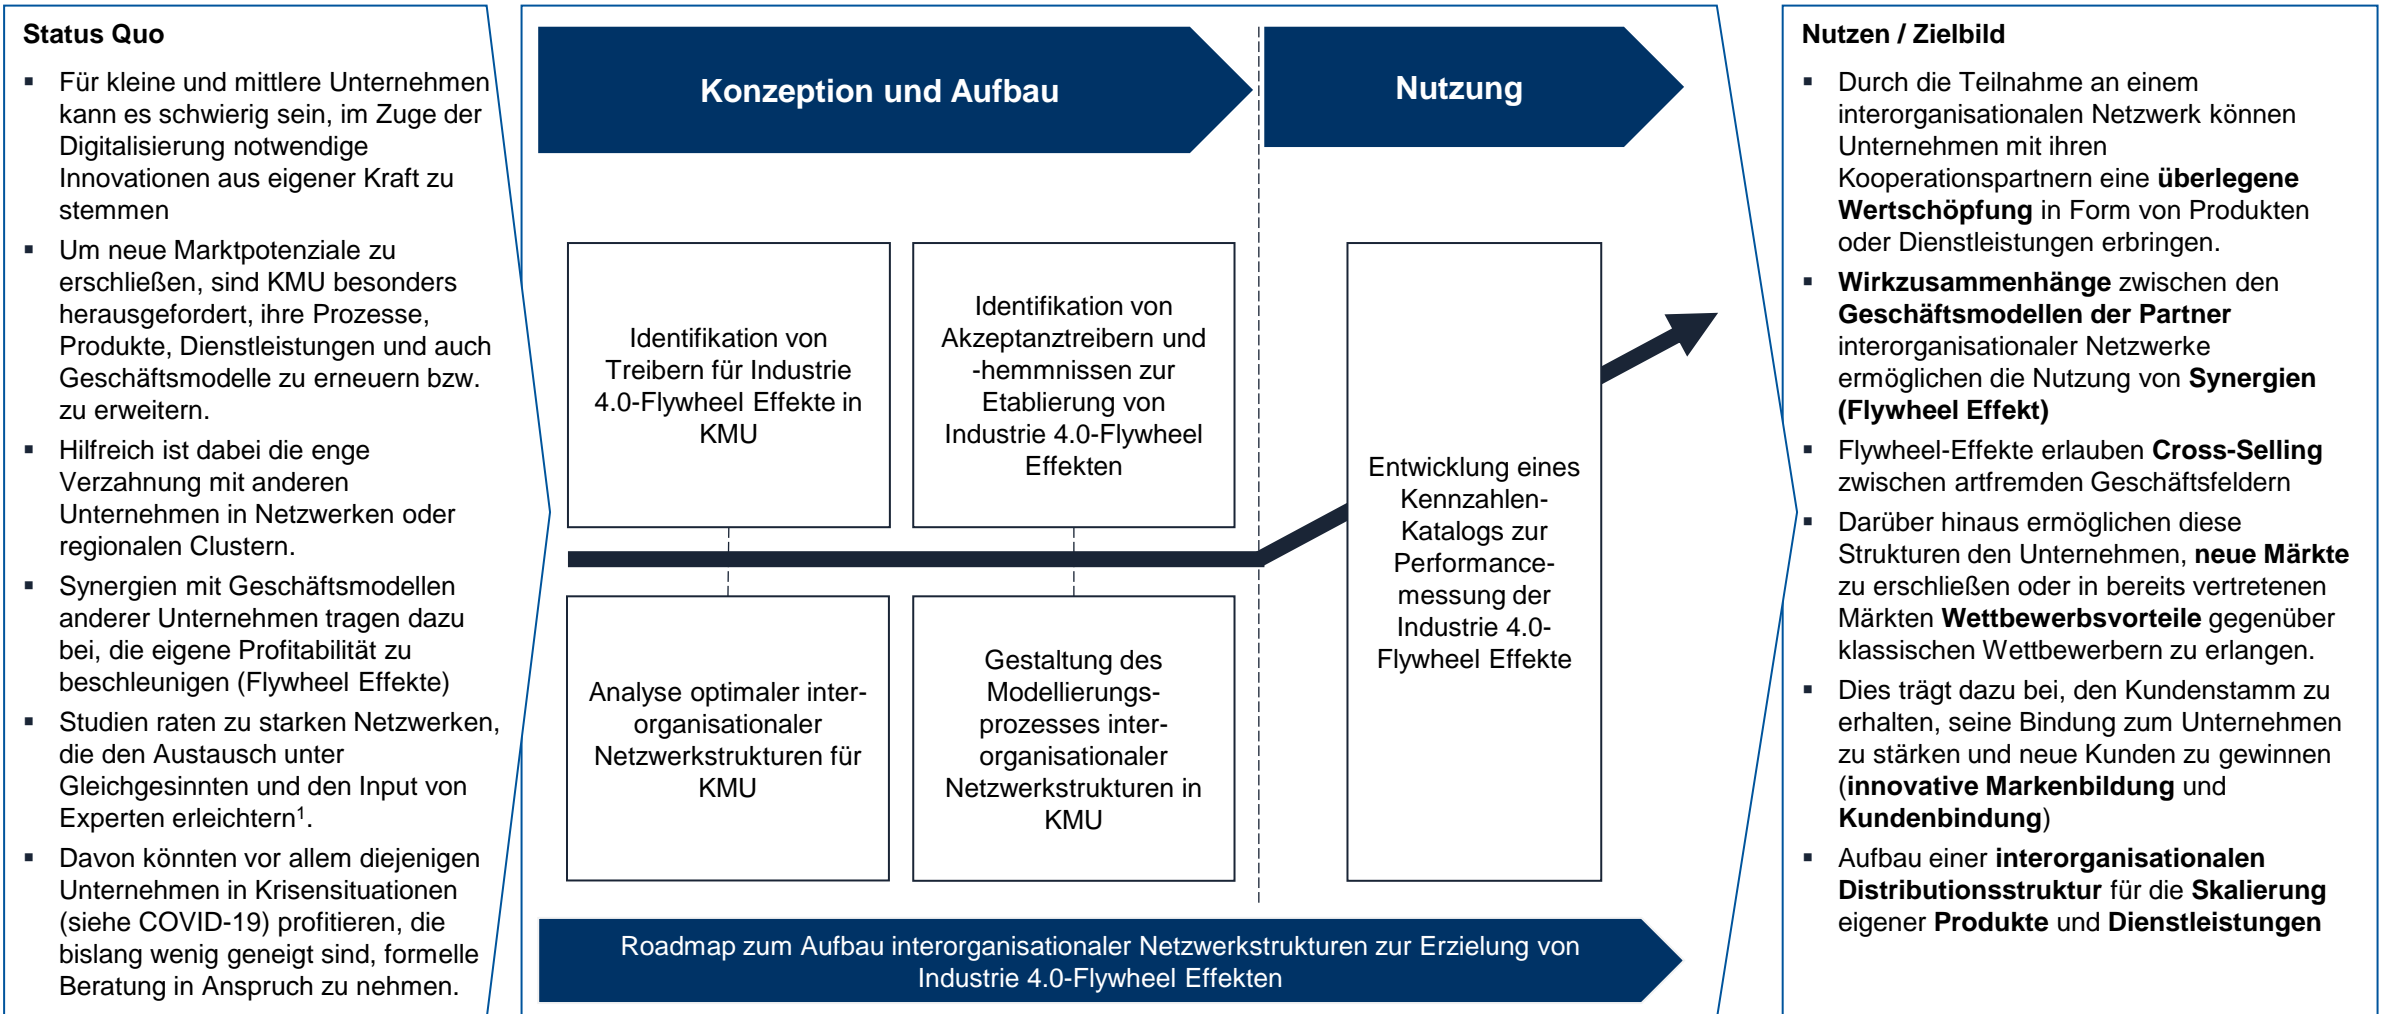 Status Quo
▪ Für kleine und mittlere Unternehmen
kann es schwierig sein, im Zuge der
Digitalisierung notwendige
Innovationen aus eigener Kraft zu
stemmen
▪ Um neue Marktpotenziale zu
erschließen, sind KMU besonders
herausgefordert, ihre Prozesse,
Produkte, Dienstleistungen und auch
Geschäftsmodelle zu erneuern bzw.
zu erweitern.
▪ Hilfreich ist dabei die enge
Verzahnung mit anderen
Unternehmen in Netzwerken oder
regionalen Clustern.
▪ Synergien mit Geschäftsmodellen
anderer Unternehmen tragen dazu
bei, die eigene Profitabilität zu
beschleunigen (Flywheel Effekte)
▪ Studien raten zu starken Netzwerken,
die den Austausch unter
Gleichgesinnten und den Input von
Experten erleichtern¹.
▪ Davon könnten vor allem diejenigen
Unternehmen in Krisensituationen
(siehe COVID-19) profitieren, die
bislang wenig geneigt sind, formelle
Beratung in Anspruch zu nehmen.
Konzeption und Aufbau
Nutzung
Identifikation von
Treibern für Industrie
4.0-Flywheel Effekte in
KMU
Identifikation von
Akzeptanztreibern und
-hemmnissen zur
Etablierung von
Industrie 4.0-Flywheel
Effekten
Analyse optimaler inter-
organisationaler
Netzwerkstrukturen für
KMU
Gestaltung des
Modellierungs-
prozesses inter-
organisationaler
Netzwerkstrukturen in
KMU
Entwicklung eines
Kennzahlen-
Katalogs zur
Performance-
messung der
Industrie 4.0-
Flywheel Effekte
Roadmap zum Aufbau interorganisationaler Netzwerkstrukturen zur Erzielung von
Industrie 4.0-Flywheel Effekten
Nutzen / Zielbild
▪ Durch die Teilnahme an einem
interorganisationalen Netzwerk können
Unternehmen mit ihren
Kooperationspartnern eine überlegene
Wertschöpfung in Form von Produkten
oder Dienstleistungen erbringen.
▪ Wirkzusammenhänge zwischen den
Geschäftsmodellen der Partner
interorganisationaler Netzwerke
ermöglichen die Nutzung von Synergien
(Flywheel Effekt)
▪ Flywheel-Effekte erlauben Cross-Selling
zwischen artfremden Geschäftsfeldern
▪ Darüber hinaus ermöglichen diese
Strukturen den Unternehmen, neue Märkte
zu erschließen oder in bereits vertretenen
Märkten Wettbewerbsvorteile gegenüber
klassischen Wettbewerbern zu erlangen.
▪ Dies trägt dazu bei, den Kundenstamm zu
erhalten, seine Bindung zum Unternehmen
zu stärken und neue Kunden zu gewinnen
(innovative Markenbildung und
Kundenbindung)
▪ Aufbau einer interorganisationalen
Distributionsstruktur für die Skalierung
eigener Produkte und Dienstleistungen